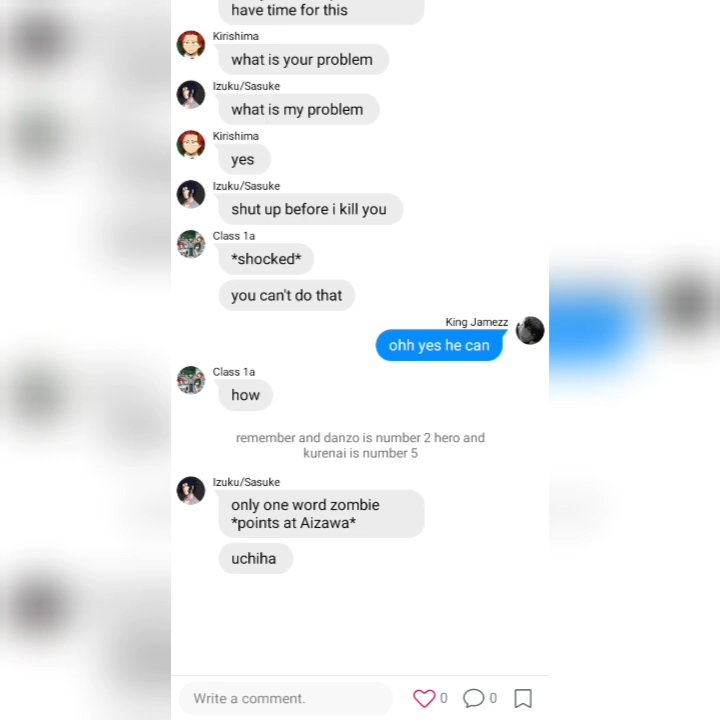 have time for this
Kirishima
what is your problem
Izuku/Sasuke
what is my problem
Kirishima
yes
Izuku/Sasuke
shut up before i kill you
Class 1a
*shocked*
you can't do that
King Jamezz
ohh yes he can
Class 1a
how
remember and danzo is number 2 hero and
kurenai is number 5
Izuku/Sasuke
only one word zombie
*points at Aizawa*
uchiha
Write a comment.
0
0